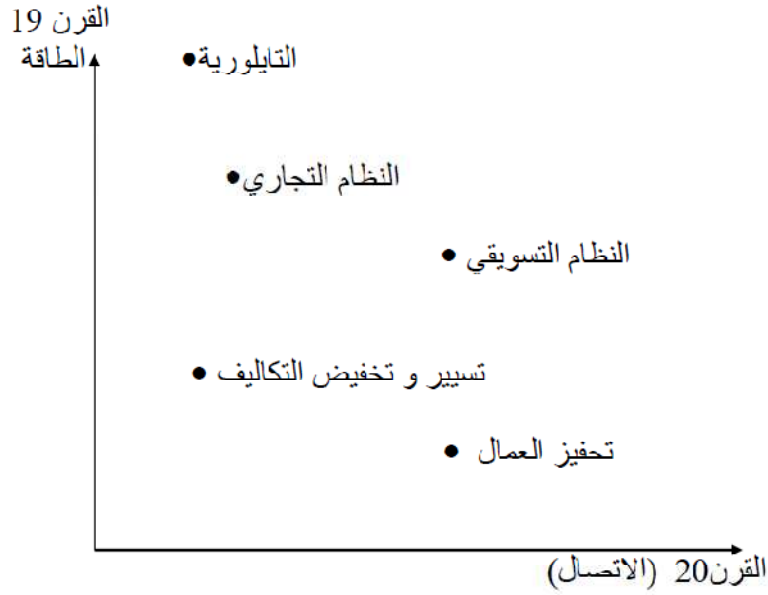 القرن 19
الطاقة
التايلورية
النظام التجاري
النظام التسويقي
تسيير و تخفيض التكاليف
تحفيز العمال
القرن20 (الاتصال)